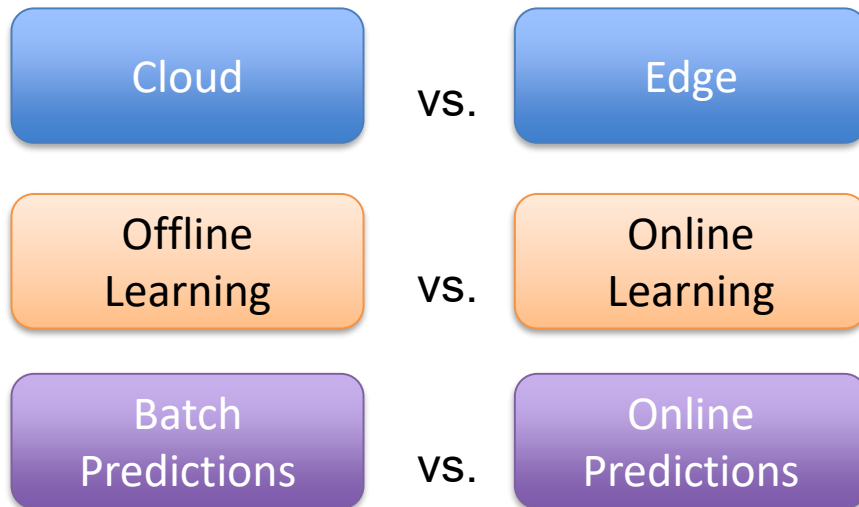 Cloud vs. Edge
Offline Learning vs. Online Learning
Batch Predictions vs. Online Predictions